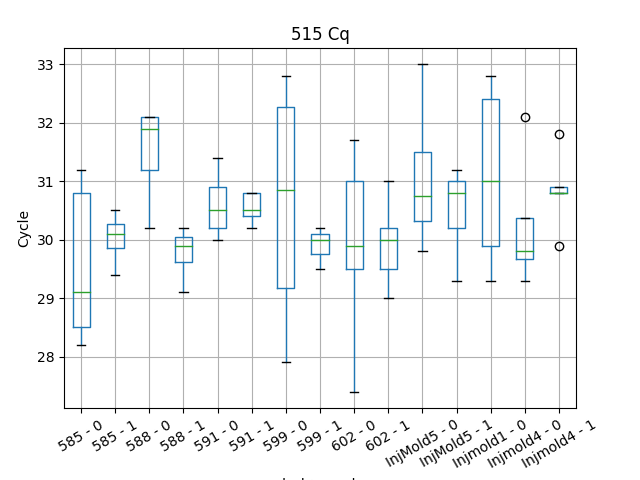 515 Cq
33
32
31
30
29
28
Cycle
585 - 0
585 - 1
588 - 0
588 - 1
591 - 0
591 - 1
599 - 0
599 - 1
602 - 0
602 - 1
InjMold5 - 0
InjMold5 - 1
Injmold1 - 0
Injmold4 - 0
Injmold4 - 1